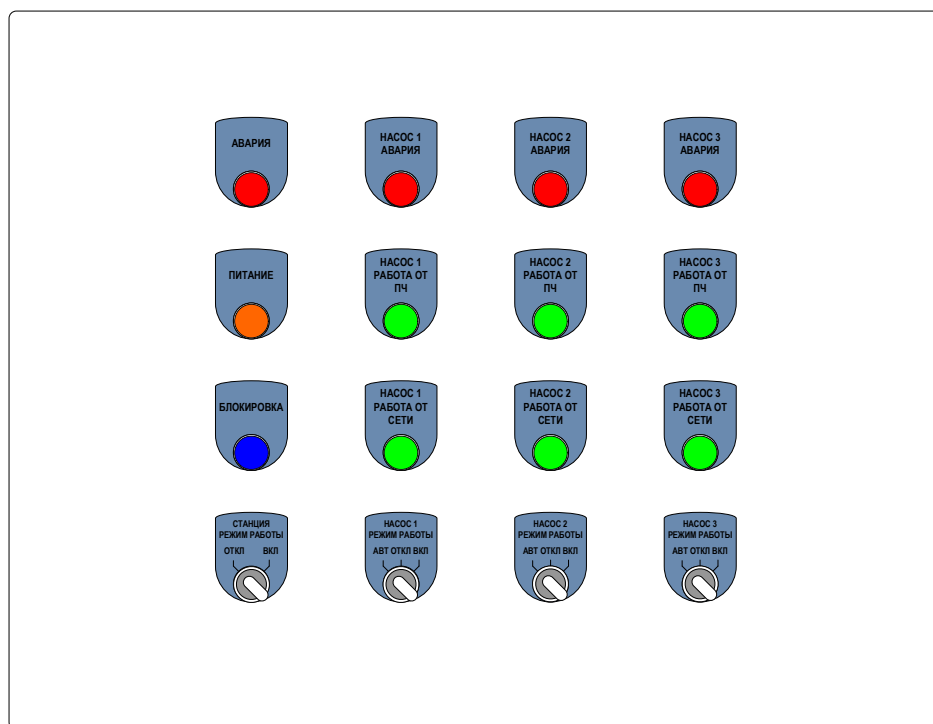 АВАРИЯ
НАСОС 1
АВАРИЯ
НАСОС 2
АВАРИЯ
НАСОС 3
АВАРИЯ
ПИТАНИЕ
НАСОС 1
РАБОТА ОТ
ПЧ
НАСОС 2
РАБОТА ОТ
ПЧ
НАСОС 3
РАБОТА ОТ
ПЧ
БЛОКИРОВКА
НАСОС 1
РАБОТА ОТ
СЕТИ
НАСОС 2
РАБОТА ОТ
СЕТИ
НАСОС 3
РАБОТА ОТ
СЕТИ
СТАНЦИЯ
РЕЖИМ РАБОТЫ
ОТКЛ ВКЛ
НАСОС 1
РЕЖИМ РАБОТЫ
АВТ ОТКЛ ВКЛ
НАСОС 2
РЕЖИМ РАБОТЫ
АВТ ОТКЛ ВКЛ
НАСОС 3
РЕЖИМ РАБОТЫ
АВТ ОТКЛ ВКЛ